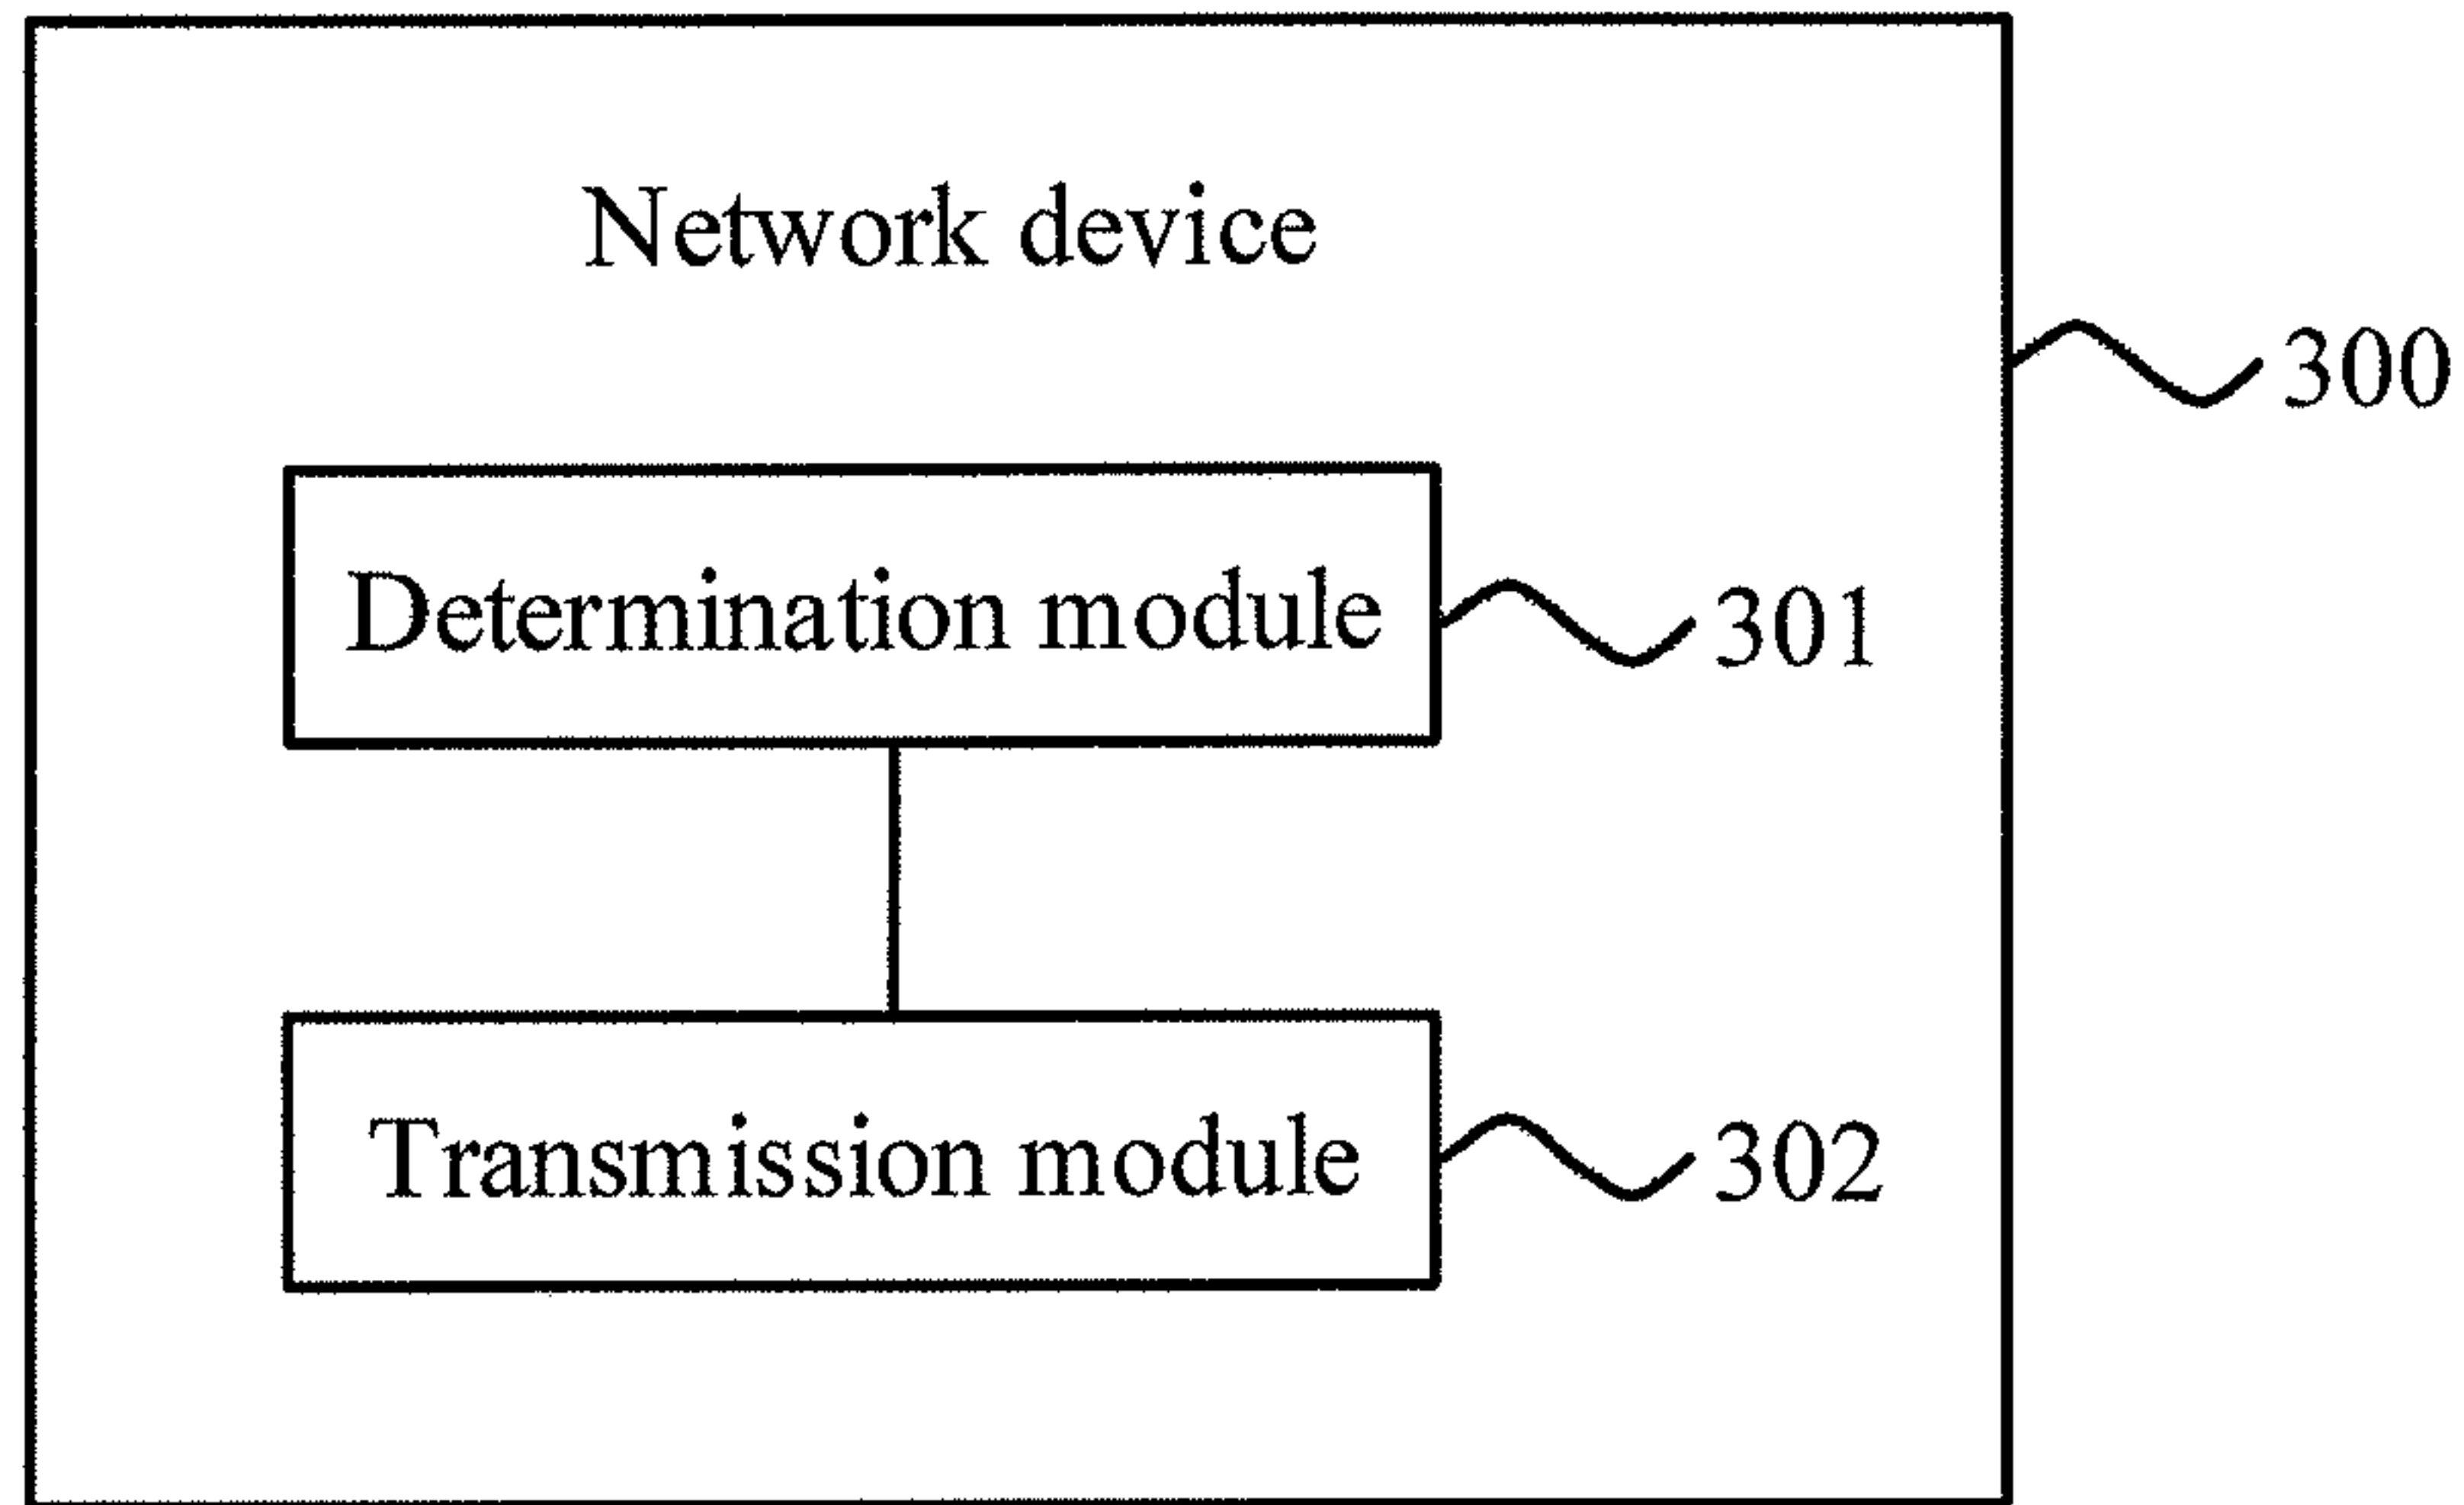 Network device
300
Determination module
301
Transmission module
302